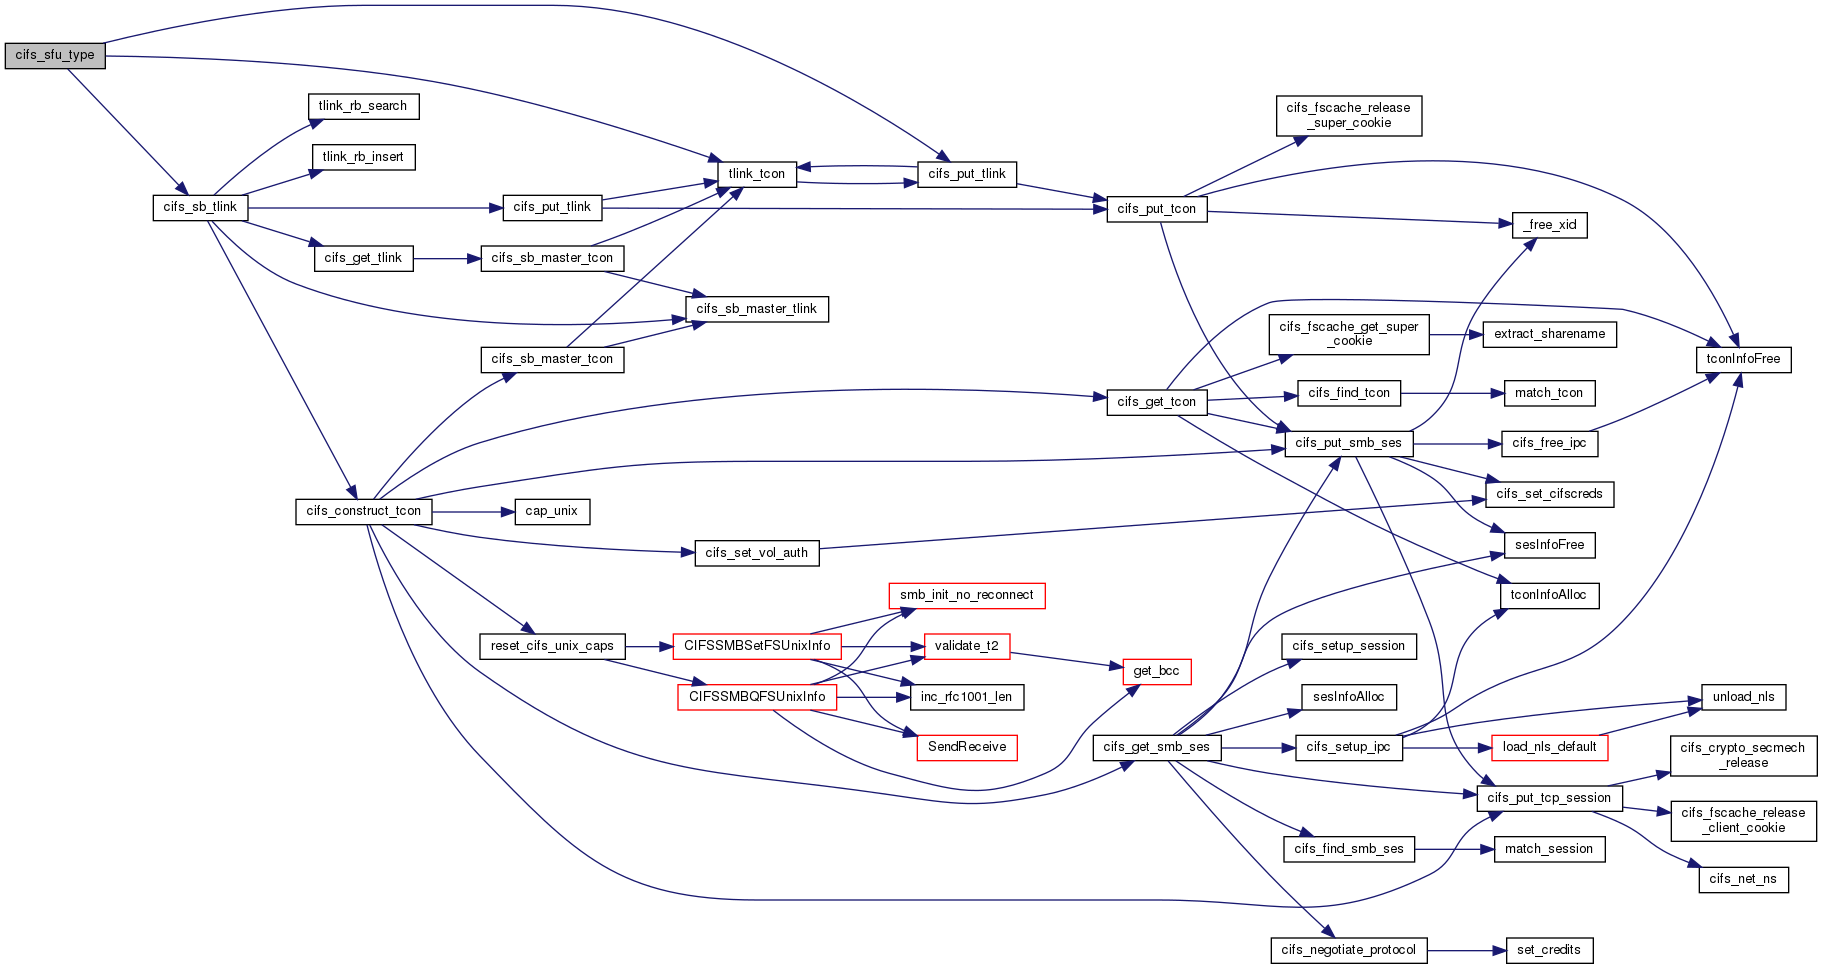 cifs_sfu_type
cifs_sb_tlink
tlink_rb_search
tlink_rb_insert
cifs_get_tlink
cifs_construct_tcon
cifs_put_tlink
cifs_sb_master_tcon
cifs_sb_master_tcon
cap_unix
reset_cifs_unix_caps
tlink_tcon
cifs_sb_master_tlink
cifs_set_vol_auth
CIFSSMBSetFSUnixInfo
CIFSSMBQFSUnixInfo
cifs_put_tlink
smb_init_no_reconnect
validate_t2
inc_rfc1001_len
SendReceive
cifs_put_tcon
cifs_get_tcon
get_bcc
cifs_get_smb_ses
cifs_fscache_release
_super_cookie
cifs_fscache_get_super
_cookie
cifs_find_tcon
cifs_put_smb_ses
cifs_setup_session
sesInfoAlloc
cifs_setup_ipc
cifs_find_smb_ses
cifs_negotiate_protocol
_free_xid
extract_sharename
match_tcon
cifs_free_ipc
cifs_set_cifscreds
sesInfoFree
tconInfoAlloc
load_nls_default
cifs_put_tcp_session
match_session
set_credits
tconInfoFree
unload_nls
cifs_crypto_secmech
_release
cifs_fscache_release
_client_cookie
cifs_net_ns